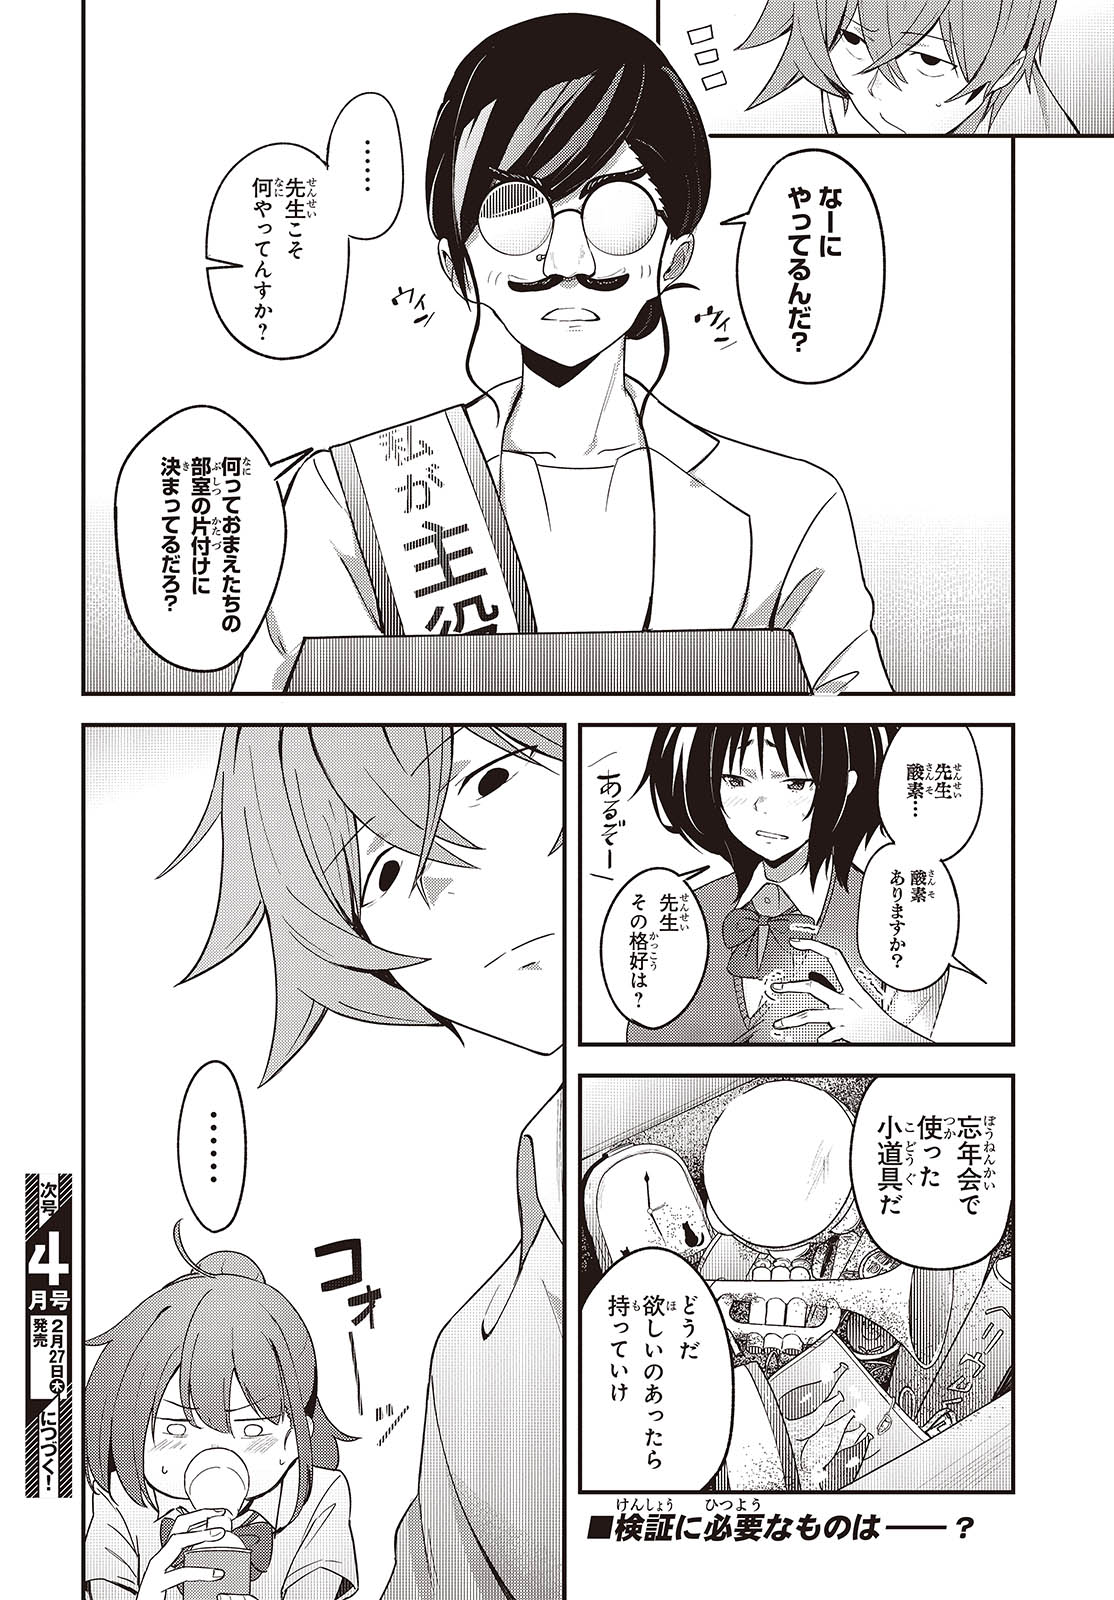 なーに
やってるんだ？
……
先生こそ
何やってんすか？
ウィン
ウィン
私が主役
何っておまえたちの
部室の片付けに
決まってるだろ？
先生
酸素…
酸素
ありますか？
あるぞー
先生
その格好は？
忘年会で
使った
小道具だ
どうだ
欲しいのあったら
持っていけ
■検証に必要なものは――？
……
コォー
次号
4月号
2月27日㊍
発売
につづく！